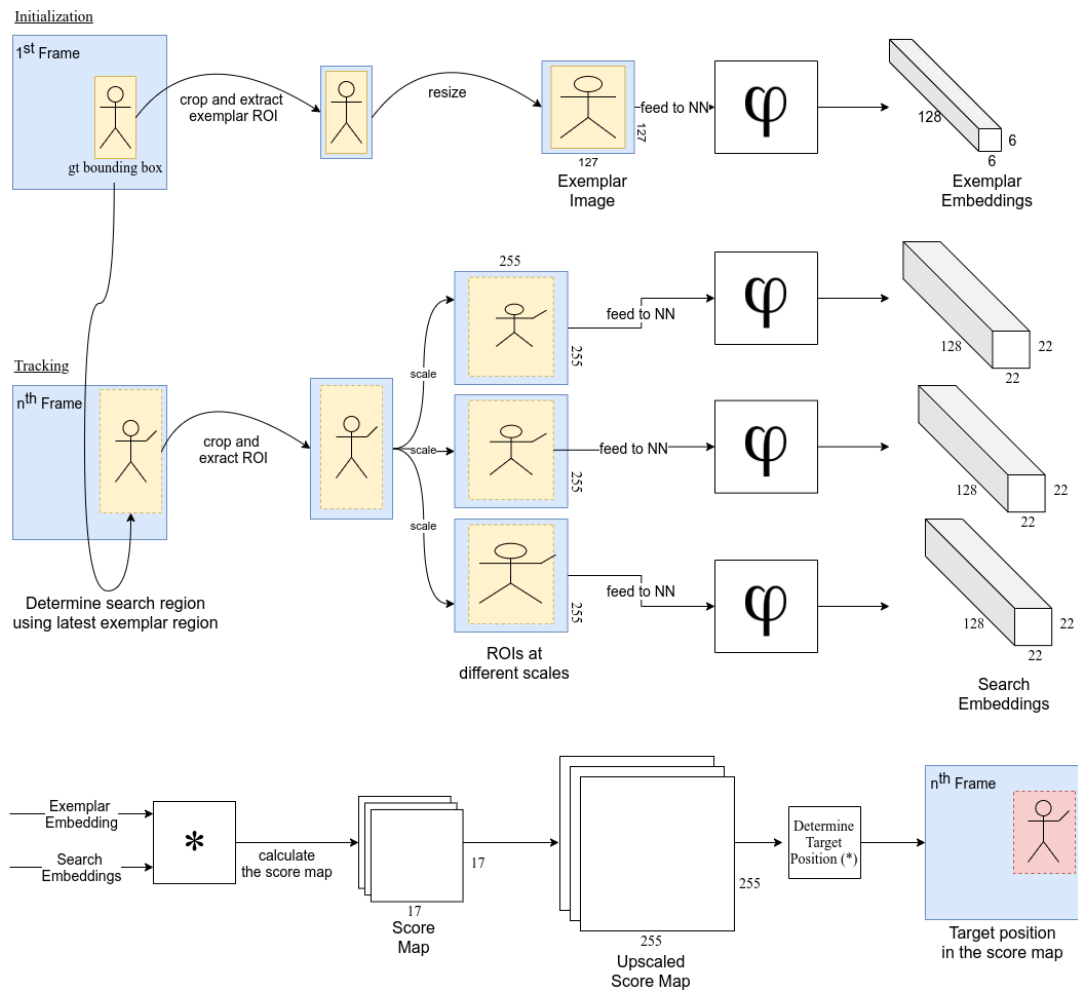 Initialization
1st Frame
gt bounding box
crop and extract
exemplar ROI
resize
127
127
Exemplar
Image
feed to NN
φ
128
6
6
Exemplar
Embeddings
Tracking
nth Frame
Determine search region
using latest exemplar region
crop and
exract ROI
scale
scale
scale
255
255
255
255
ROIs at
different scales
feed to NN
φ
128
22
22
feed to NN
φ
128
22
22
feed to NN
φ
128
22
22
Search
Embeddings
Exemplar
Embedding
Search
Embeddings
*
calculate
the score map
17
17
Score
Map
255
255
Upscaled
Score Map
Determine
Target
Position (*)
nth Frame
Target position
in the score map